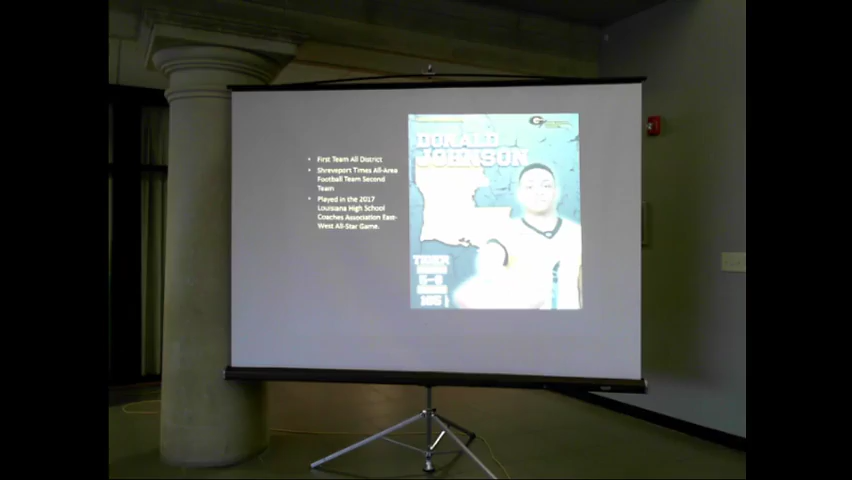 First Team All District
Shreveport Times All-Area
Football Team Second
Team
Played in the 2017
Louisiana High School
Coaches Association East-
West All-Star Game.
DONALD
JOHNSON